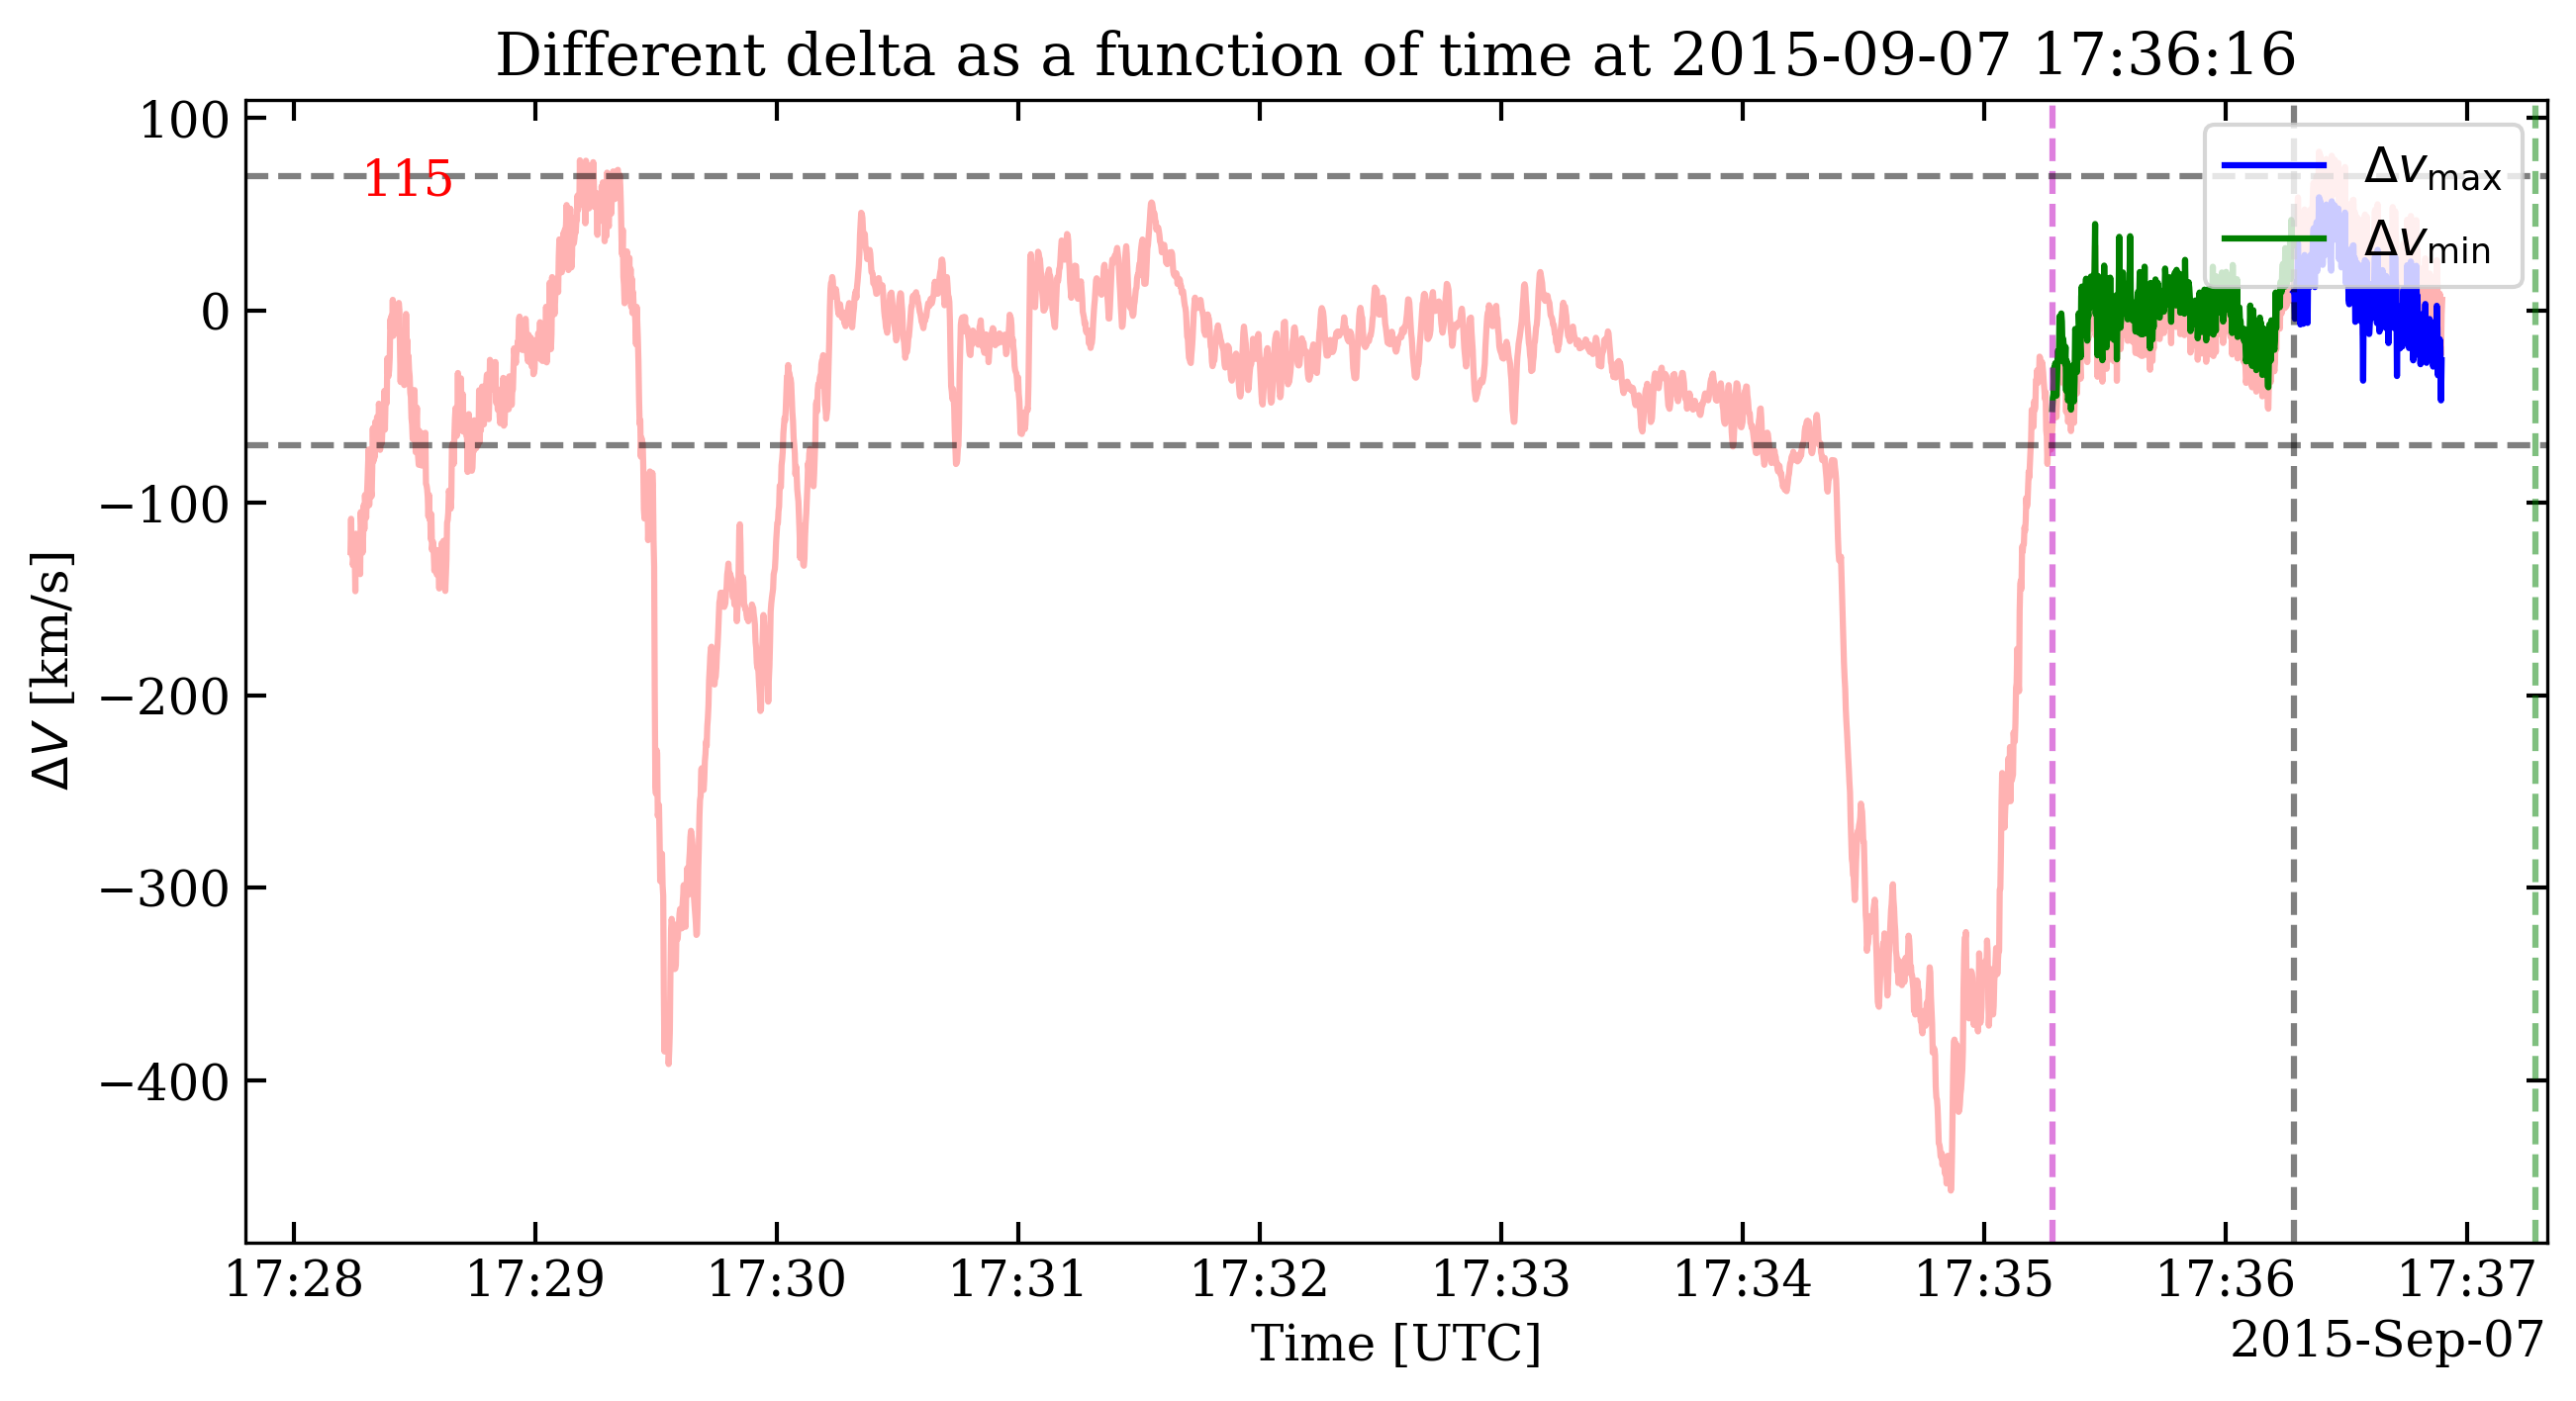 Different delta as a function of time at 2015-09-07 17:36:16
100
0
−100
−200
−300
−400
ΔV [km/s]
115
Δv_max
Δv_min
17:28 17:29 17:30 17:31 17:32 17:33 17:34 17:35 17:36 17:37
Time [UTC]
2015-Sep-07